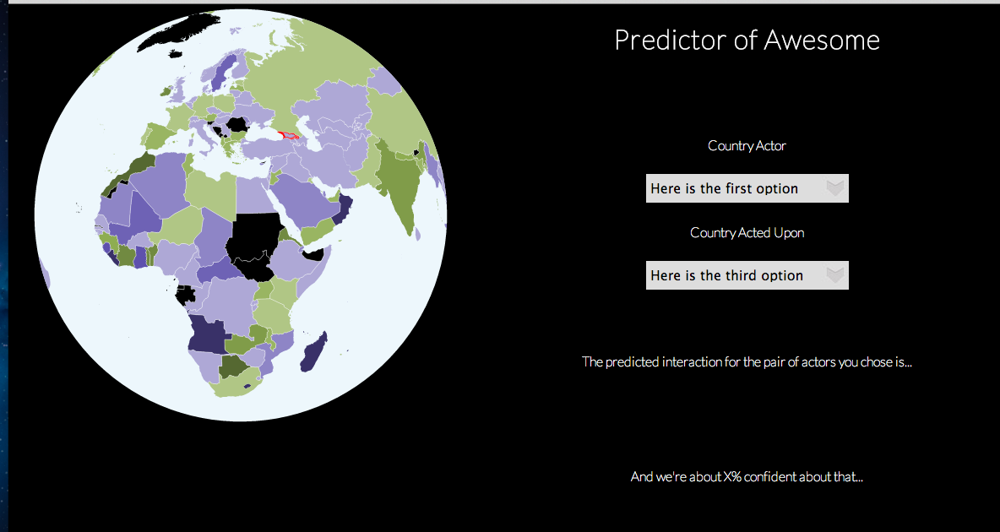 Predictor of Awesome
Country Actor
Here is the first option
Country Acted Upon
Here is the third option
The predicted interaction for the pair of actors you chose is...
And we're about X% confident about that...